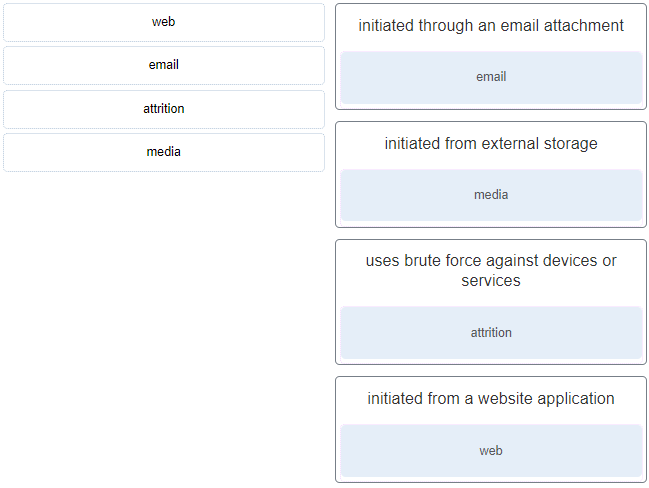 web
email
attrition
media
initiated through an email attachment
email
initiated from external storage
media
uses brute force against devices or
services
attrition
initiated from a website application
web